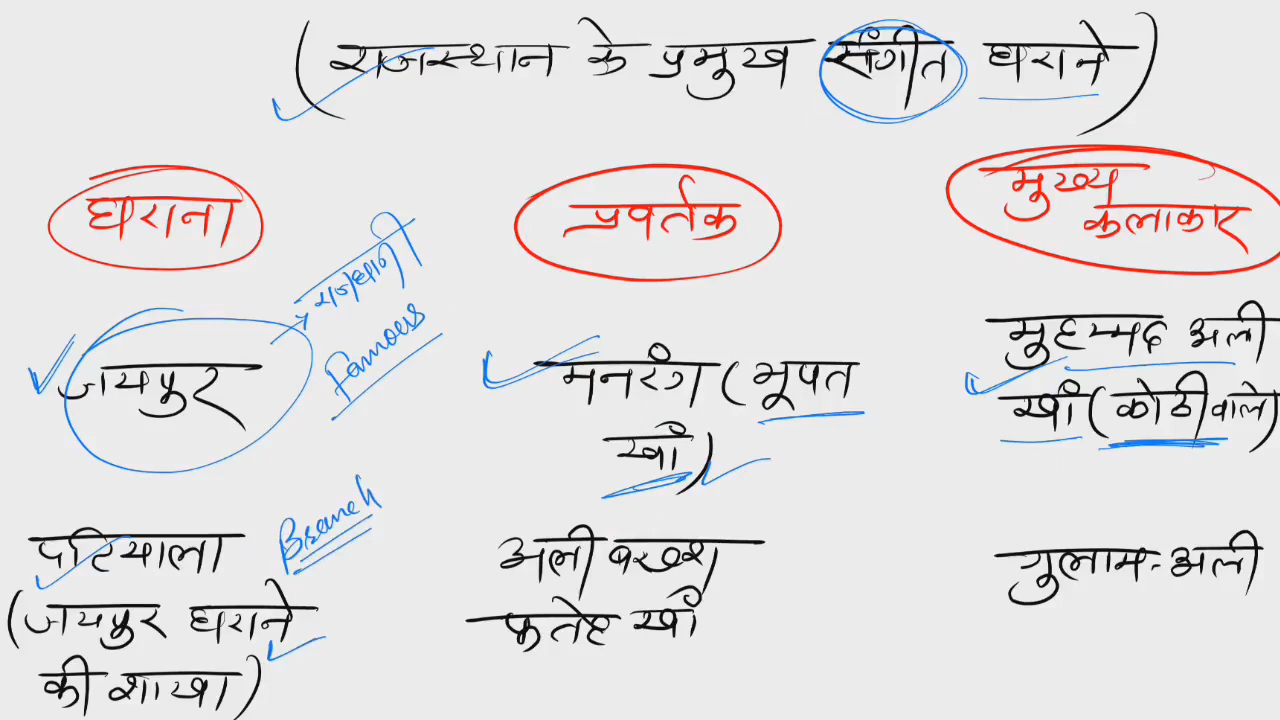 (राजस्थान के प्रमुख संगीत घराने)
घराना
प्रवर्तक
मुख्य
कलाकार
जयपुर
राजधानी
Famous
मनरंग (भूपत
खाँ)
मुहम्मद अली
खाँ (कोठी वाले)
पटियाला
(जयपुर घराने
की शाखा)
Branch
अली बख्श
फतेह खाँ
गुलाम अली